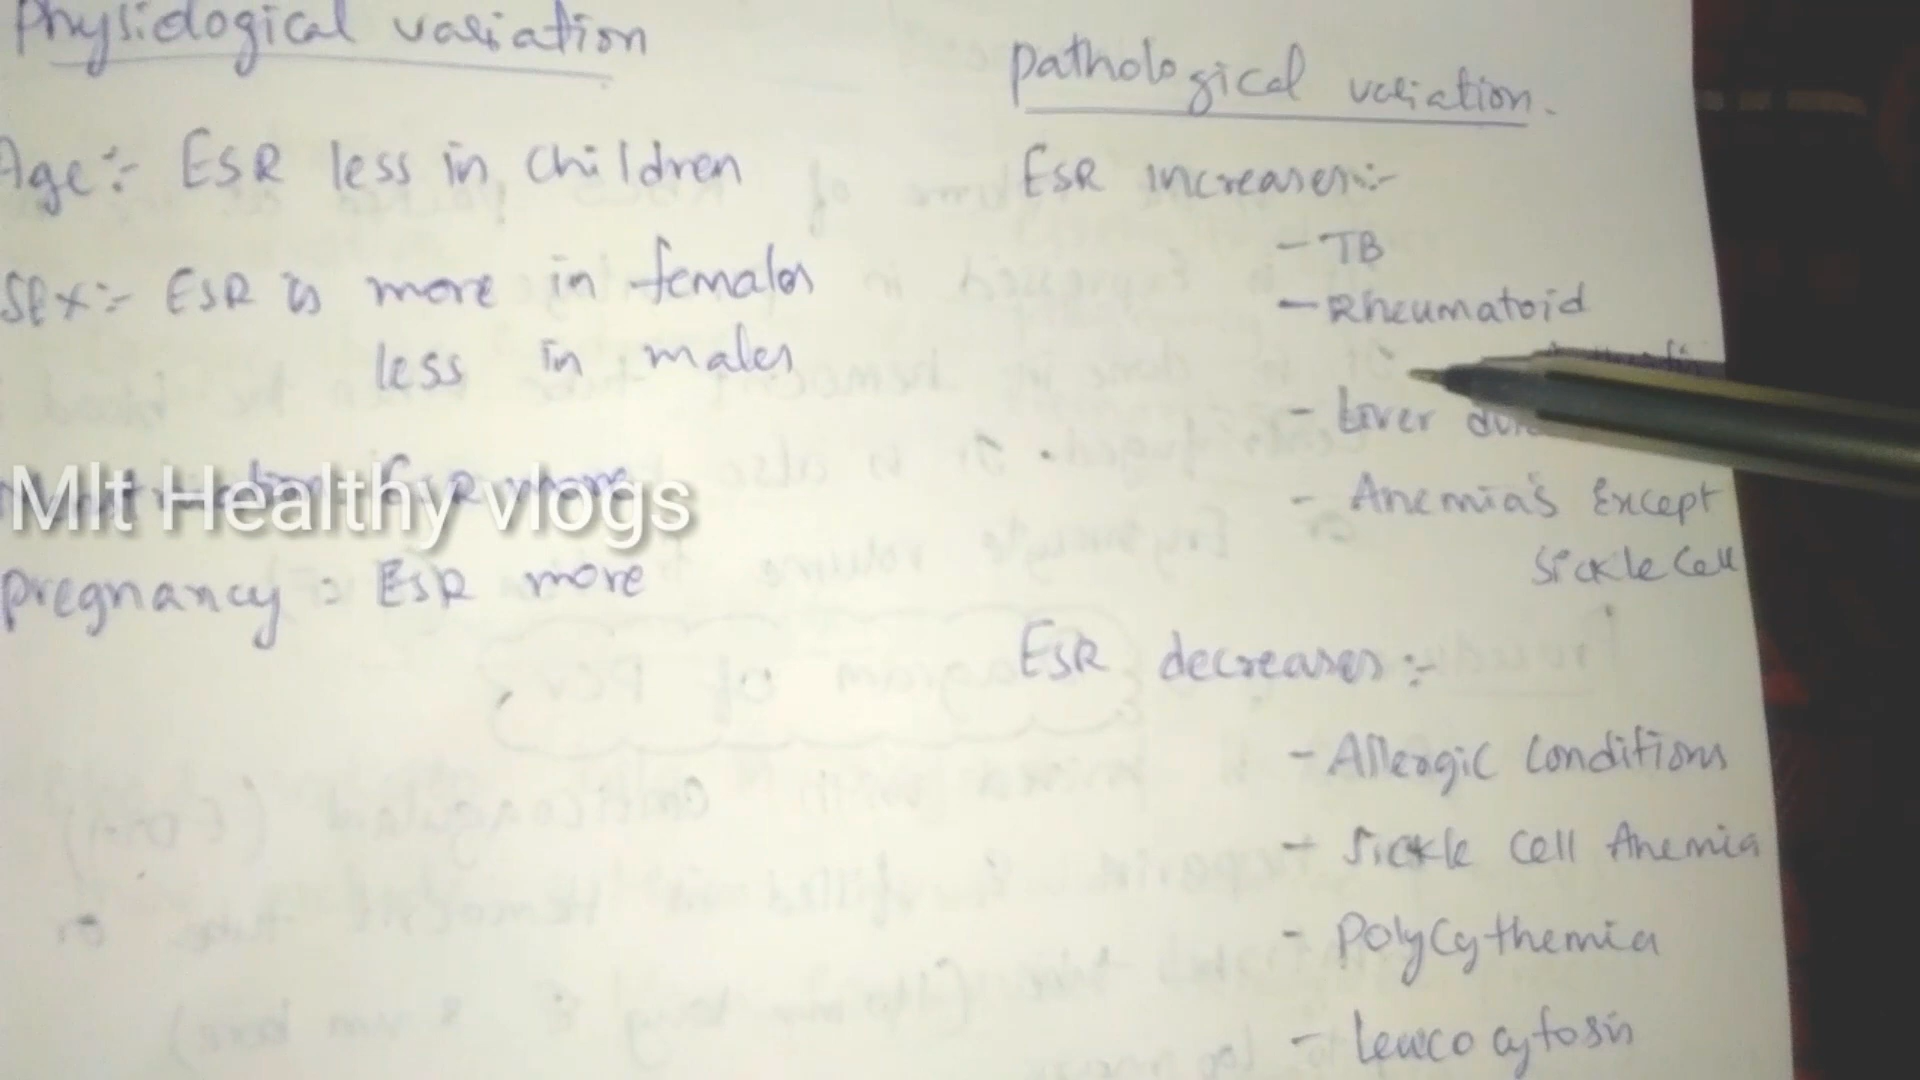 Physiological variation
Age:- ESR less in children
Sex:- ESR is more in females
less in males
Mlt Healthy vlogs
ESR more
pregnancy = ESR more
pathological variation.
ESR increases:-
- TB
- Rheumatoid
- Liver
- Anemia's Except
Sickle Cell
ESR decreases:-
- Allergic Conditions
- Sickle Cell Anemia
- Polycythemia
- Leucocytosis